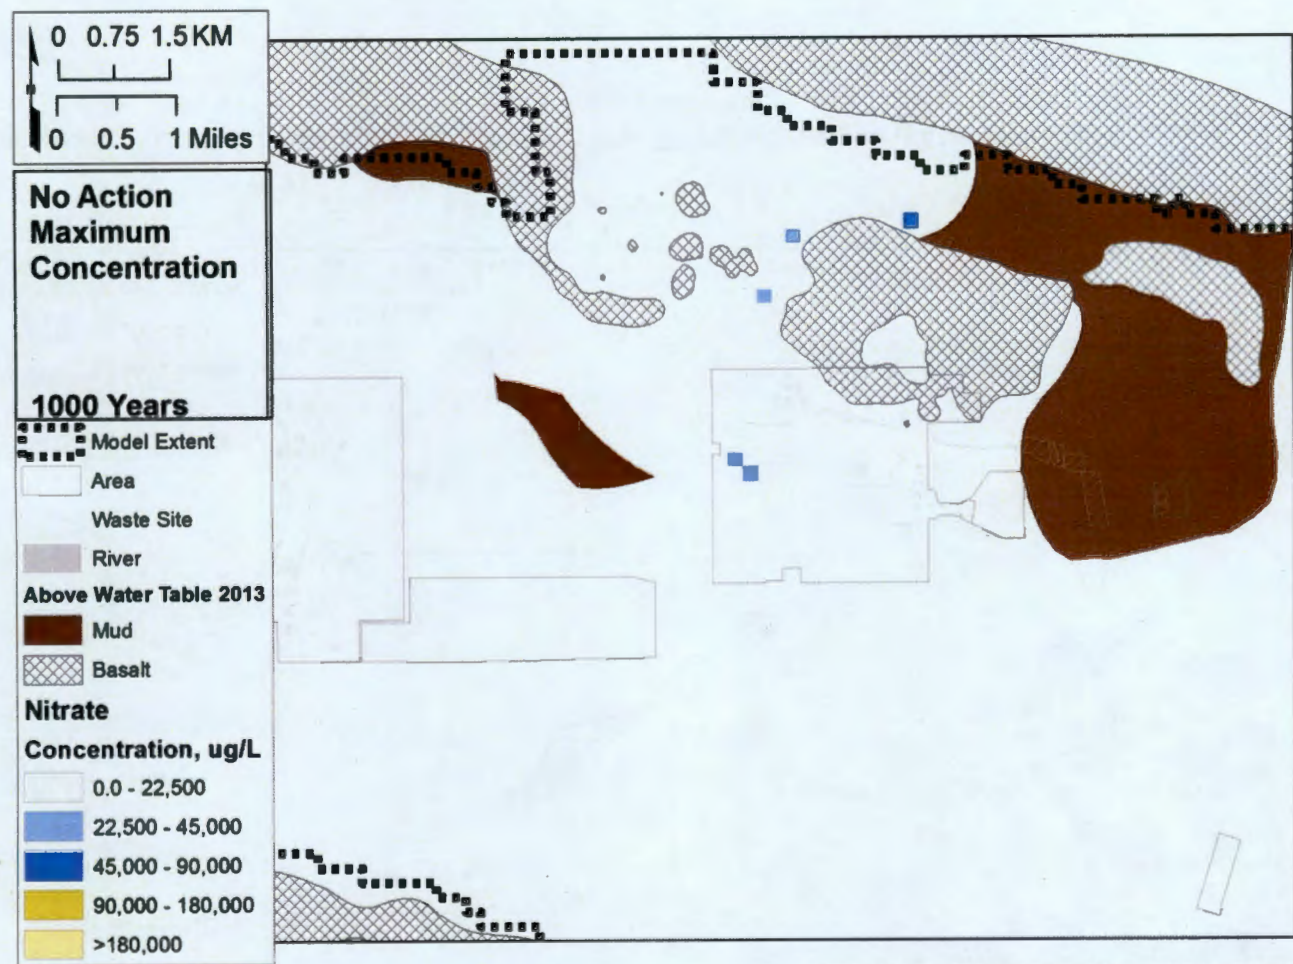 0 0.75 1.5 KM
0 0.5 1 Miles
No Action
Maximum
Concentration
1000 Years
Model Extent
Area
Waste Site
River
Above Water Table 2013
Mud
Basalt
Nitrate
Concentration, ug/L
0.0 - 22,500
22,500 - 45,000
45,000 - 90,000
90,000 - 180,000
>180,000